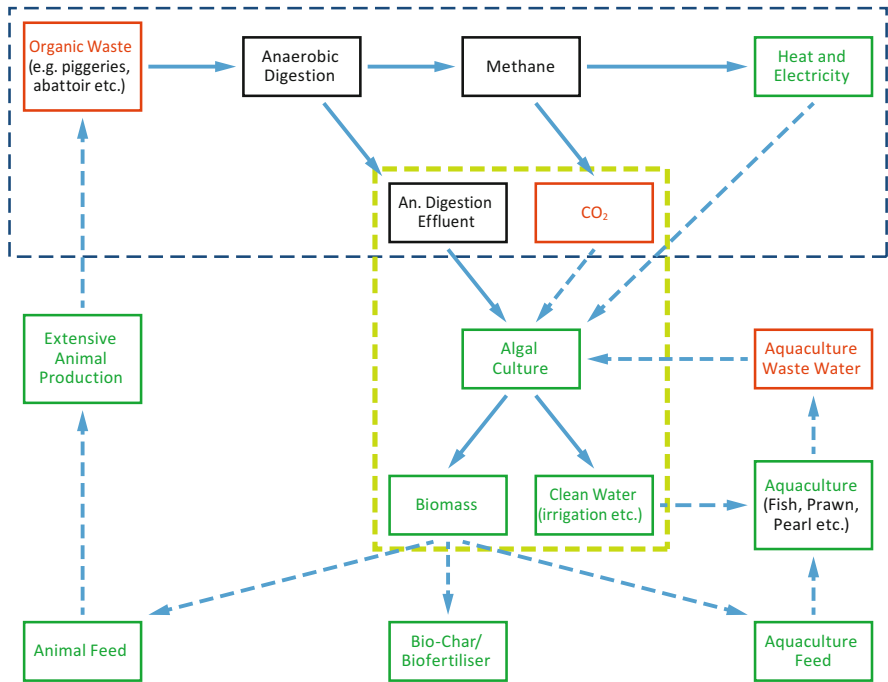 Organic Waste
(e.g. piggeries,
abattoir etc.)
Anaerobic
Digestion
Methane
Heat and
Electricity
An. Digestion
Effluent
CO₂
Extensive
Animal
Production
Algal
Culture
Aquaculture
Waste Water
Biomass
Clean Water
(irrigation etc.)
Aquaculture
(Fish, Prawn,
Pearl etc.)
Animal Feed
Bio-Char/
Biofertiliser
Aquaculture
Feed